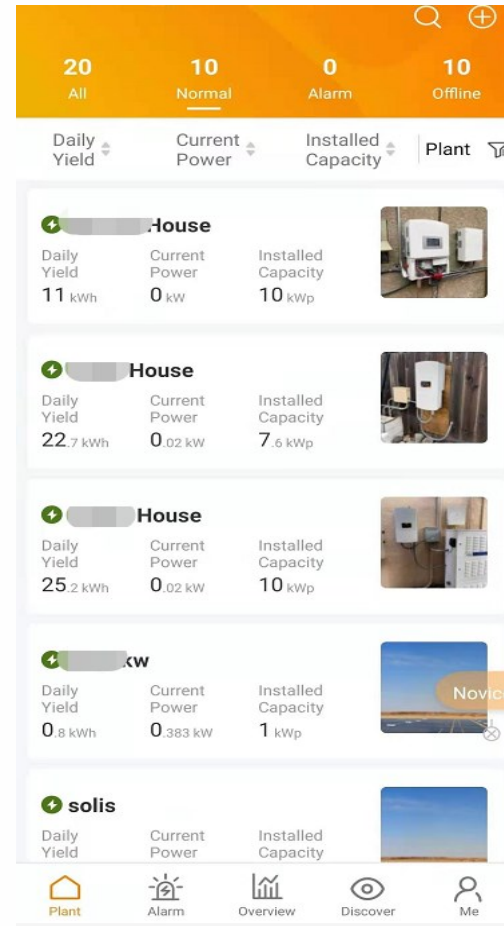 20 10 0 10
All Normal Alarm Offline
Daily Yield Current Power Installed Capacity Plant
House
Daily Yield Current Power Installed Capacity
11 kWh 0 kW 10 kWp
House
Daily Yield Current Power Installed Capacity
22.7 kWh 0.02 kW 7.6 kWp
House
Daily Yield Current Power Installed Capacity
25.2 kWh 0.02 kW 10 kWp
kw
Daily Yield Current Power Installed Capacity
0.8 kWh 0.383 kW 1 kWp
Novice
solis
Daily Yield Current Power Installed Capacity
Plant Alarm Overview Discover Me